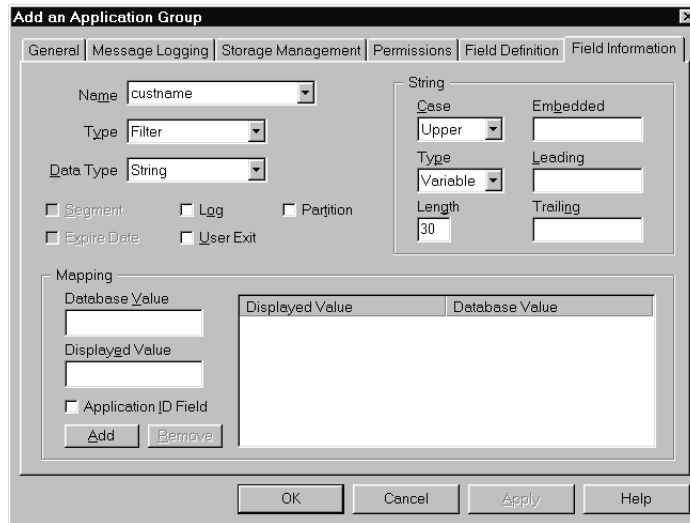 Add an Application Group
General Message Logging Storage Management Permissions Field Definition Field Information
Name custname
Type Filter
Data Type String
Segment Log Partition
Expire Date User Exit
String
Case Embedded
Upper
Type Leading
Variable
Length Trailing
30
Mapping
Database Value
Displayed Value
Application ID Field
Add Remove
Displayed Value Database Value
OK Cancel Apply Help